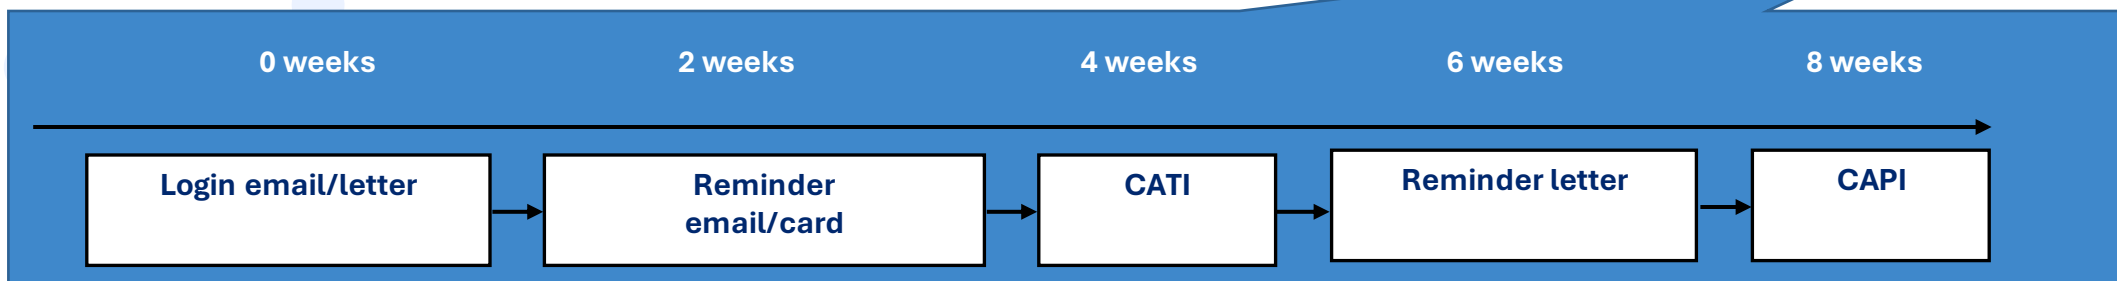 0 weeks 2 weeks 4 weeks 6 weeks 8 weeks
Login email/letter
Reminder
email/card
CATI
Reminder letter
CAPI